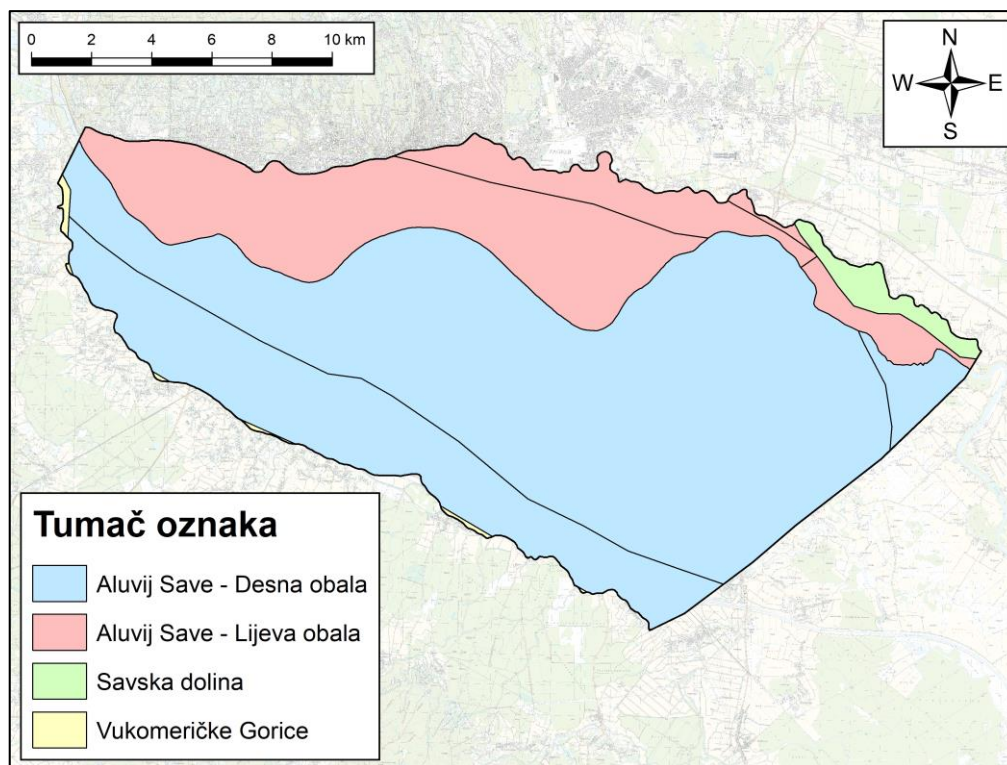 0 2 4 6 8 10 km
N
W E
S
Tumač oznaka
Aluvij Save - Desna obala
Aluvij Save - Lijeva obala
Savska dolina
Vukomeričke Gorice